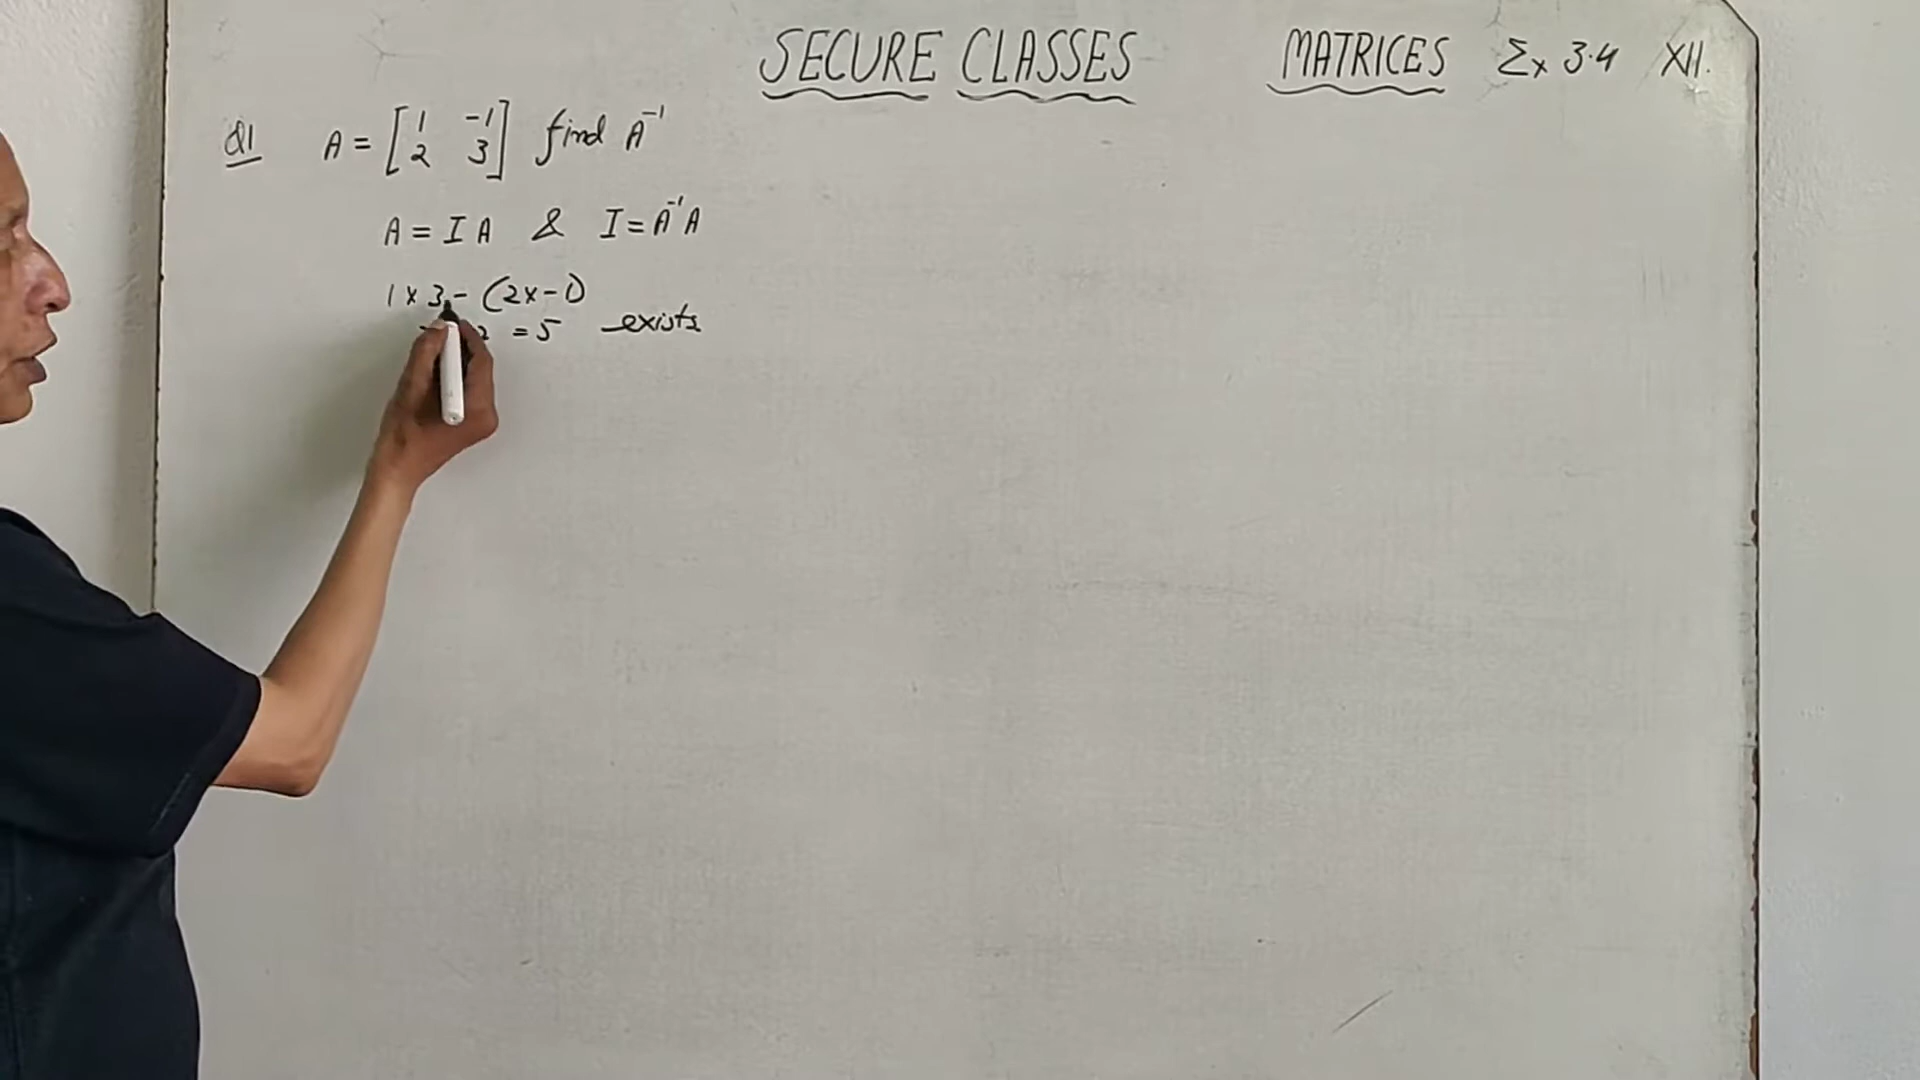 SECURE CLASSES MATRICES Ex 3.4 XII.
Q1 A = [1 -1; 2 3] find A⁻¹
A = I A & I = A⁻¹A
1 × 3 - (2x-1)
2 = 5 exists